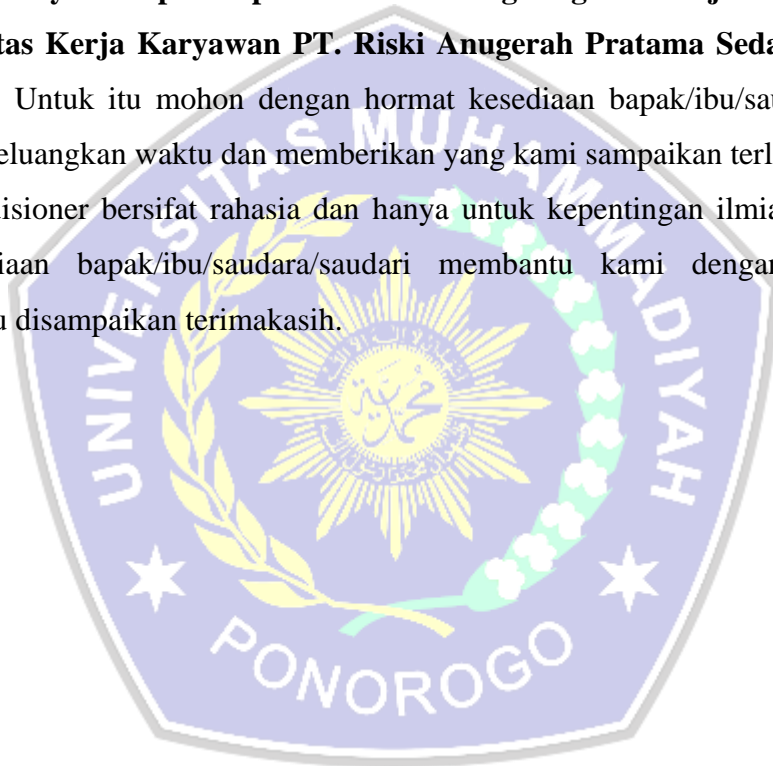 tas Kerja Karyawan PT. Riski Anugerah Pratama Seda
Untuk itu mohon dengan hormat kesediaan bapak/ibu/sau
eluangkan waktu dan memberikan yang kami sampaikan terl
isioner bersifat rahasia dan hanya untuk kepentingan ilmia
iaan bapak/ibu/saudara/saudari membantu kami dengan
u disampaikan terimakasih.
UNIVERSITAS MUHAMMADIYAH
محمدية
PONOROGO